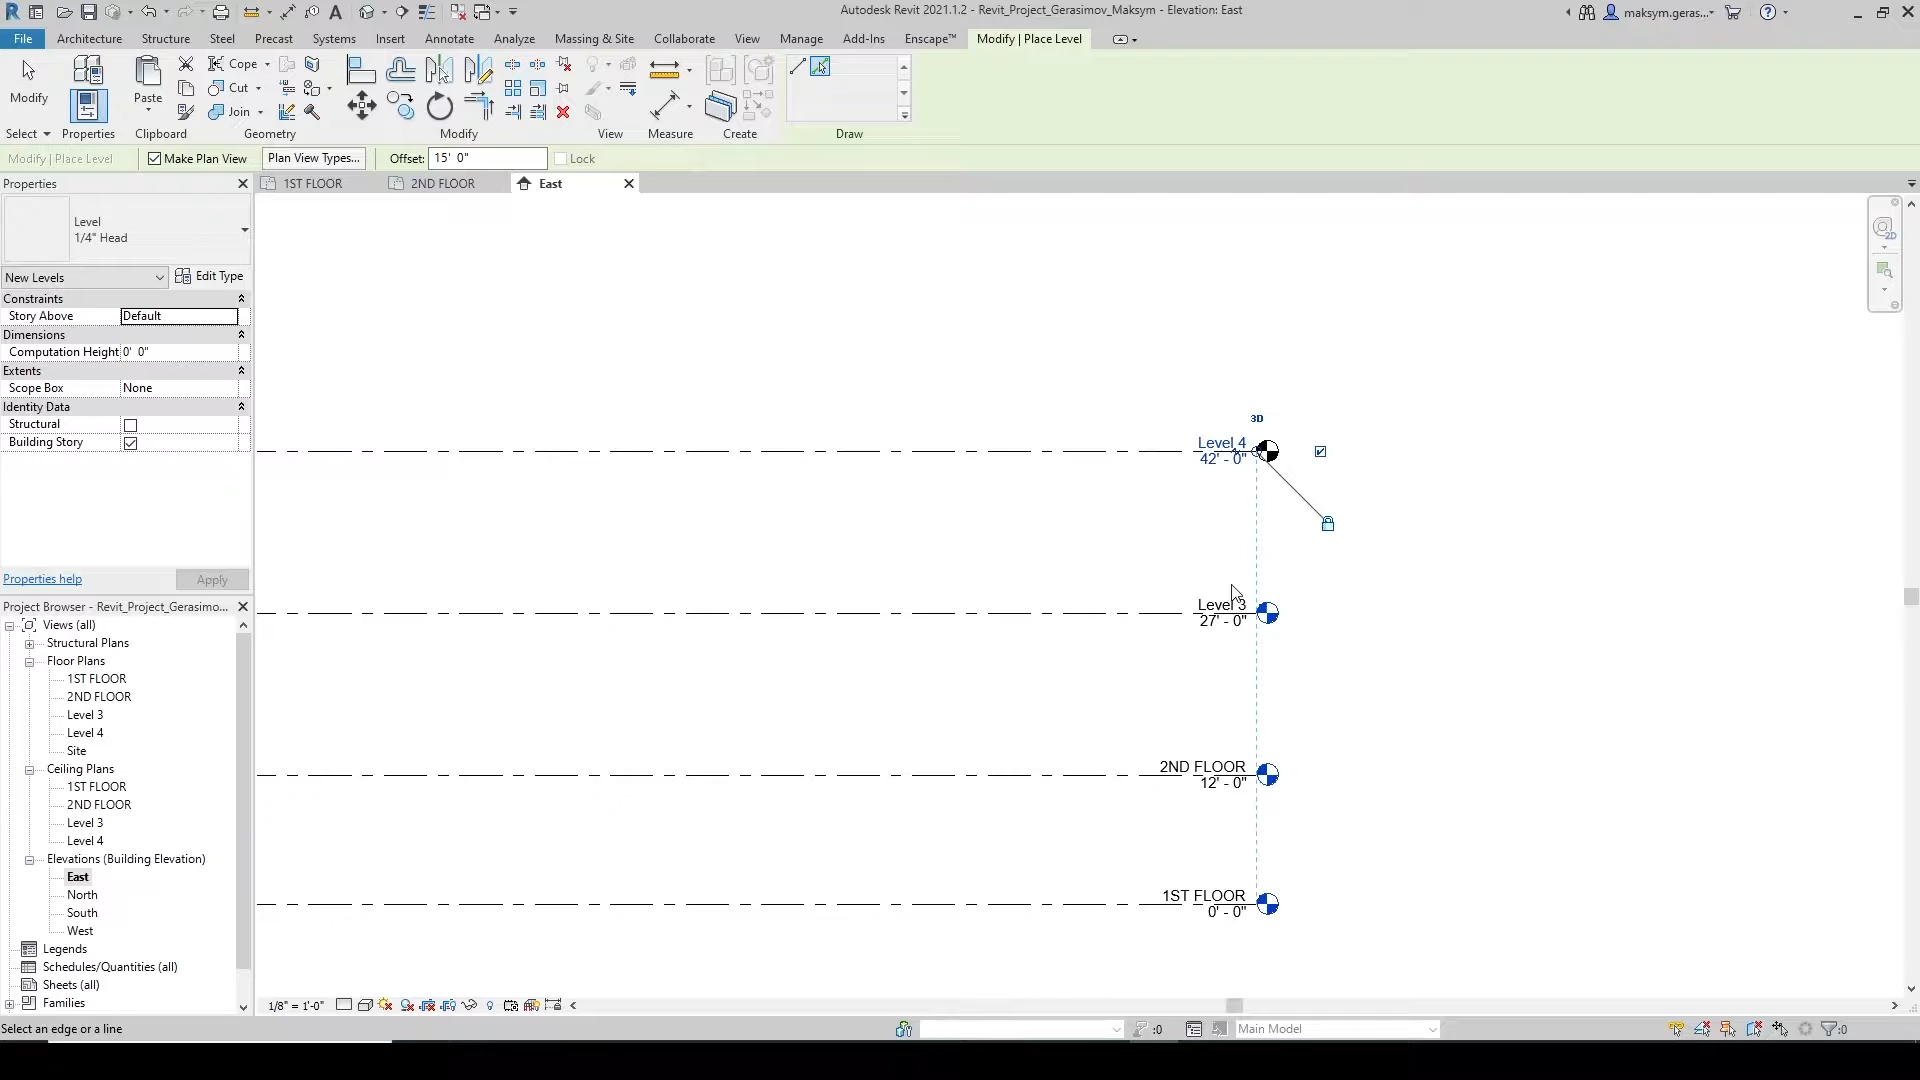 Autodesk Revit 2021.1.2 - Revit_Project_Gerasimov_Maksym - Elevation: East
maksym.geras...
File Architecture Structure Steel Precast Systems Insert Annotate Analyze Massing & Site Collaborate View Manage Add-Ins Enscape™ Modify | Place Level
Modify
Paste
Cope
Cut
Join
Select Properties Clipboard Geometry Modify View Measure Create Draw
Modify | Place Level Make Plan View Plan View Types... Offset: 15' 0" Lock
Properties
1ST FLOOR 2ND FLOOR East
Level
1/4" Head
New Levels Edit Type
Constraints
Story Above Default
Dimensions
Computation Height 0' 0"
Extents
Scope Box None
Identity Data
Structural
Building Story
Properties help Apply
Project Browser - Revit_Project_Gerasimo...
Views (all)
Structural Plans
Floor Plans
1ST FLOOR
2ND FLOOR
Level 3
Level 4
Site
Ceiling Plans
1ST FLOOR
2ND FLOOR
Level 3
Level 4
Elevations (Building Elevation)
East
North
South
West
Legends
Schedules/Quantities (all)
Sheets (all)
Families
2D
3D
Level 4
42' - 0"
Level 3
27' - 0"
2ND FLOOR
12' - 0"
1ST FLOOR
0' - 0"
1/8" = 1'-0"
Select an edge or a line
:0
Main Model
:0